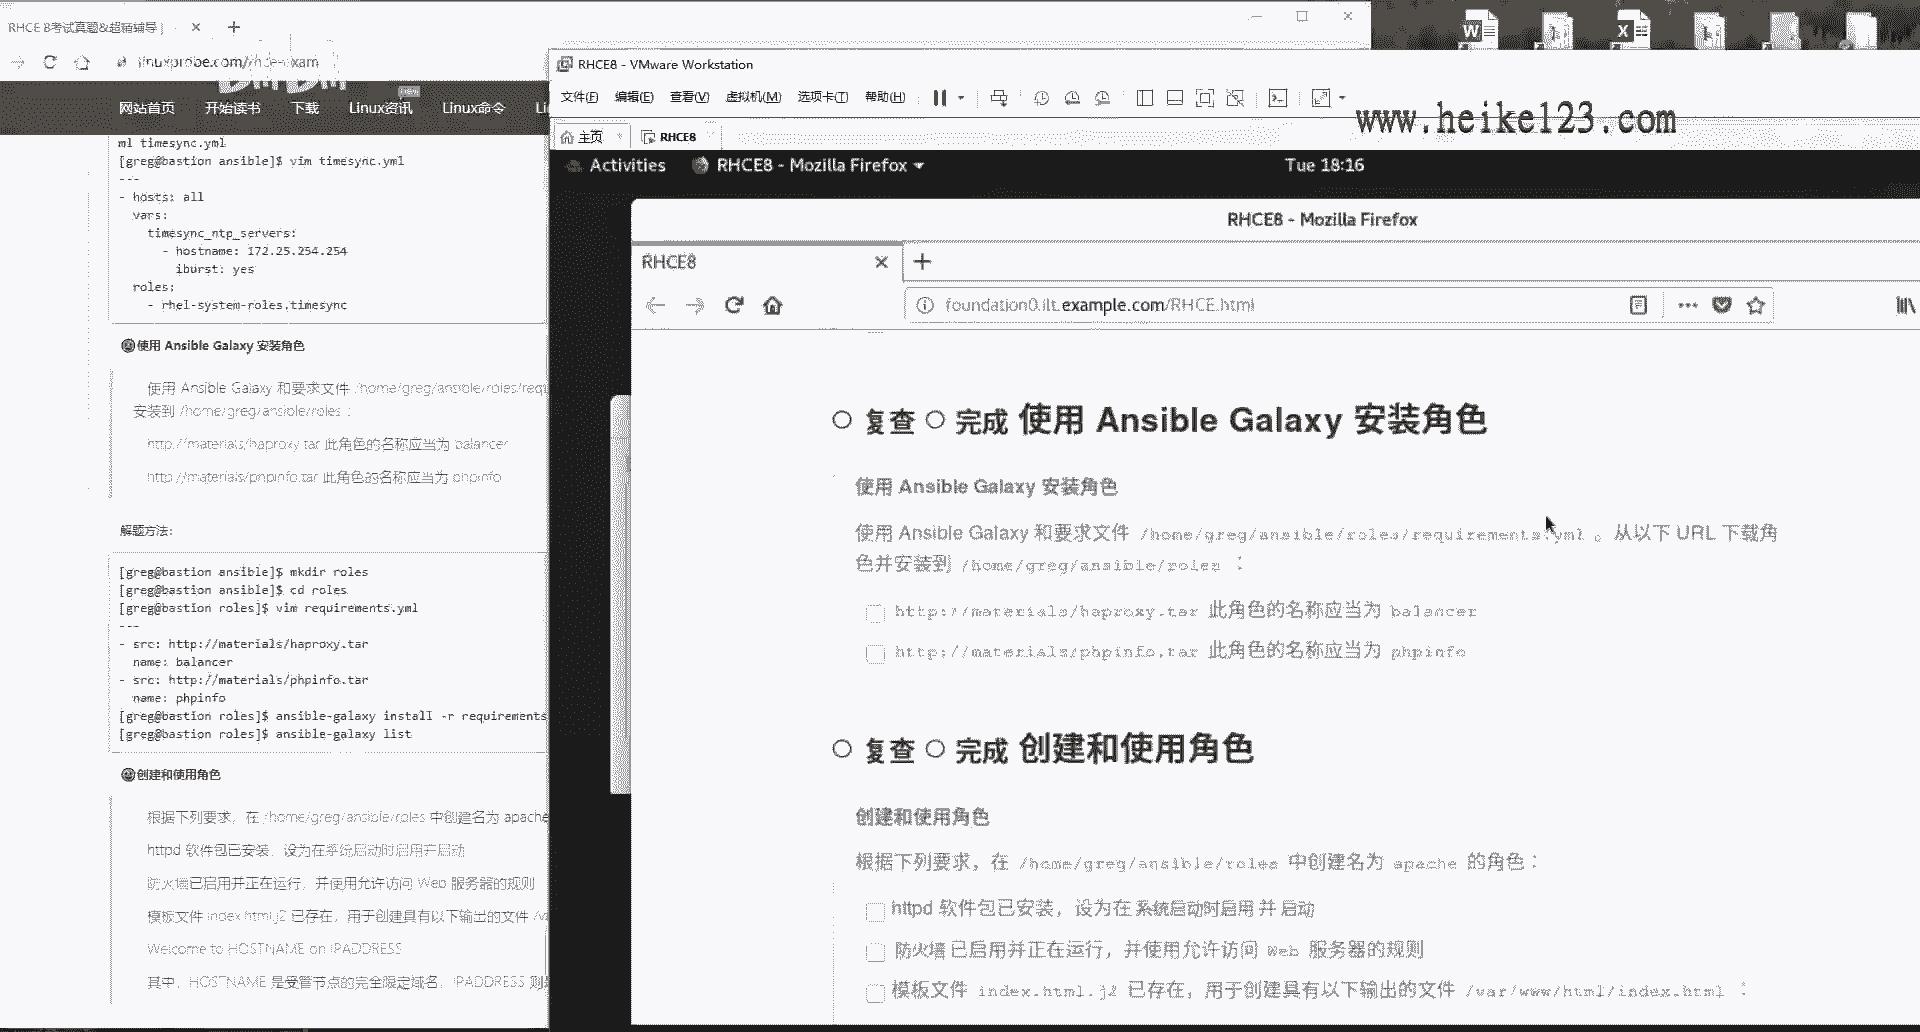 RHCE 8考试真题&超精辅导 |
linuxprobe.com/rhce-exam
网站首页 开始读书 下载 Linux资讯 Linux命令
ml timesync.yml
[greg@bastion ansible]$ vim timesync.yml
---
- hosts: all
vars:
timesync_ntp_servers:
- hostname: 172.25.254.254
iburst: yes
roles:
- rhel-system-roles.timesync
使用 Ansible Galaxy 安装角色
使用 Ansible Galaxy 和要求文件 /home/greg/ansible/roles/requ
安装到 /home/greg/ansible/roles :
http://materials/haproxy.tar 此角色的名称应当为 balancer
http://materials/phpinfo.tar 此角色的名称应当为 phpinfo
解题方法:
[greg@bastion ansible]$ mkdir roles
[greg@bastion ansible]$ cd roles
[greg@bastion roles]$ vim requirements.yml
---
- src: http://materials/haproxy.tar
name: balancer
- src: http://materials/phpinfo.tar
name: phpinfo
[greg@bastion roles]$ ansible-galaxy install -r requirements
[greg@bastion roles]$ ansible-galaxy list
创建和使用角色
根据下列要求，在 /home/greg/ansible/roles 中创建名为 apache
httpd 软件包已安装，设为在系统启动时启用并启动
防火墙已启用并正在运行，并使用允许访问 Web 服务器的规则
模板文件 index.html.j2 已存在，用于创建具有以下输出的文件 /v
Welcome to HOSTNAME on IPADDRESS
其中，HOSTNAME 是受管节点的完全限定域名，IPADDRESS 则
RHCE8 - VMware Workstation
文件(F) 编辑(E) 查看(V) 虚拟机(M) 选项卡(T) 帮助(H)
www.heike123.com
主页 RHCE8
Activities RHCE8 - Mozilla Firefox Tue 18:16
RHCE8 - Mozilla Firefox
RHCE8
foundation0.ilt.example.com/RHCE.html
复查 完成 使用 Ansible Galaxy 安装角色
使用 Ansible Galaxy 安装角色
使用 Ansible Galaxy 和要求文件 /home/greg/ansible/roles/requirements.yml 。从以下 URL 下载角
色并安装到 /home/greg/ansible/roles ：
http://materials/haproxy.tar 此角色的名称应当为 balancer
http://materials/phpinfo.tar 此角色的名称应当为 phpinfo
复查 完成 创建和使用角色
创建和使用角色
根据下列要求，在 /home/greg/ansible/roles 中创建名为 apache 的角色：
httpd 软件包已安装，设为在系统启动时启用并启动
防火墙已启用并正在运行，并使用允许访问 Web 服务器的规则
模板文件 index.html.j2 已存在，用于创建具有以下输出的文件 /var/www/html/index.html ：